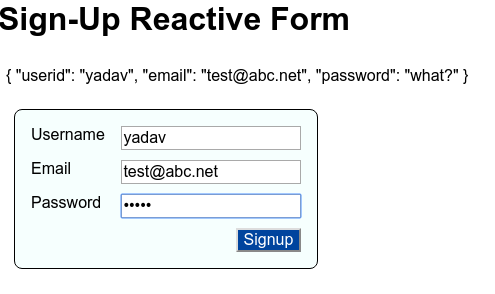 Sign-Up Reactive Form
{ "userid": "yadav", "email": "test@abc.net", "password": "what?" }
Username yadav
Email test@abc.net
Password •••••
Signup